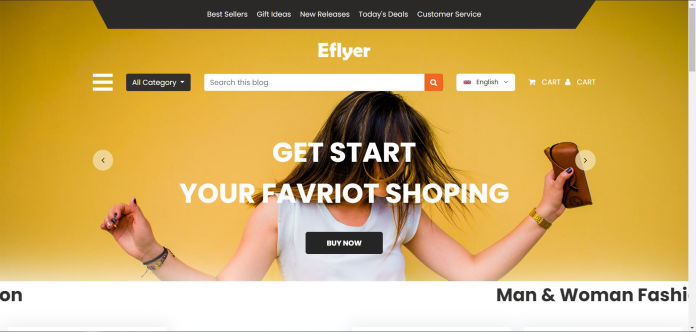 Best Sellers Gift Ideas New Releases Today's Deals Customer Service
Eflyer
All Category Search this blog English CART CART
GET START
YOUR FAVRIOT SHOPING
BUY NOW
on Man & Woman Fashi